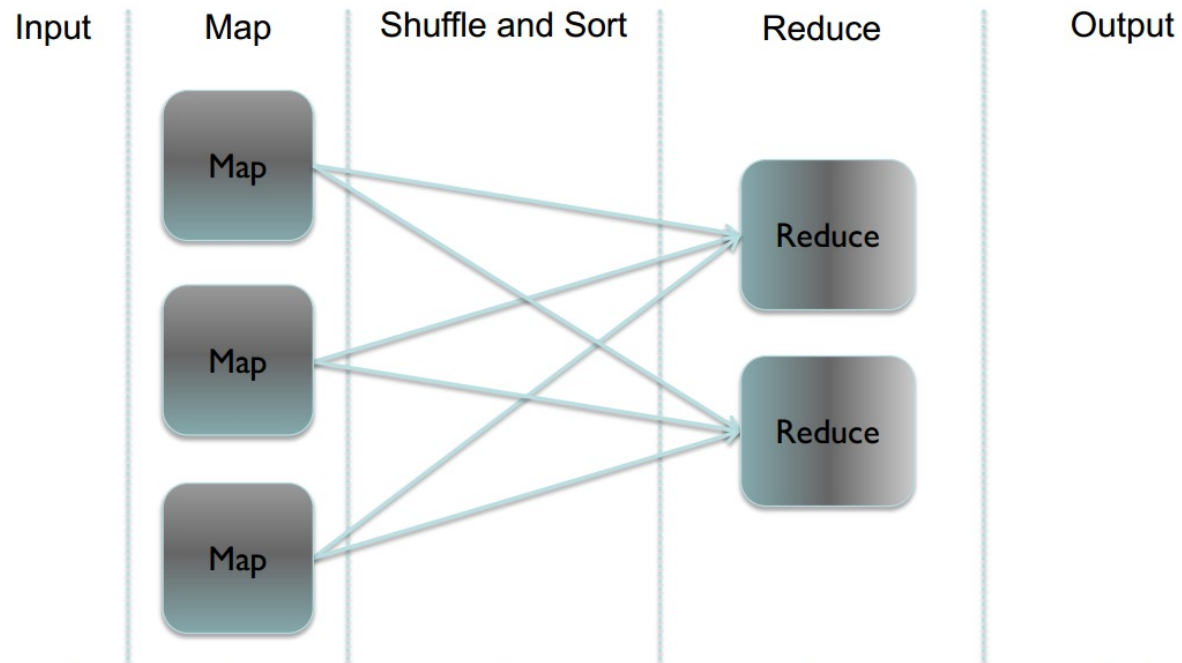 Input
Map
Shuffle and Sort
Reduce
Output
Map
Map
Map
Reduce
Reduce